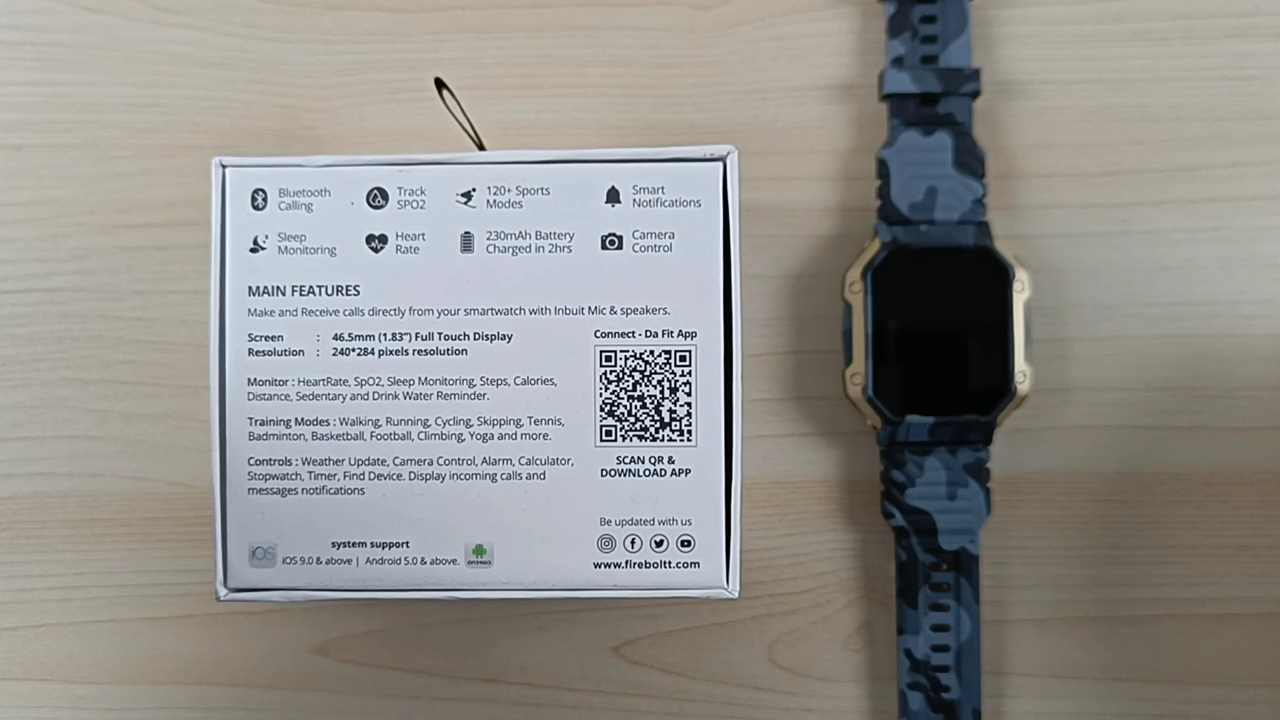 Bluetooth
Calling
Track
SPO2
120+ Sports
Modes
Smart
Notifications
Sleep
Monitoring
Heart
Rate
230mAh Battery
Charged in 2hrs
Camera
Control
MAIN FEATURES
Make and Receive calls directly from your smartwatch with Inbuit Mic & speakers.
Screen : 46.5mm (1.83") Full Touch Display
Resolution : 240*284 pixels resolution
Monitor : HeartRate, SpO2, Sleep Monitoring, Steps, Calories,
Distance, Sedentary and Drink Water Reminder.
Training Modes : Walking, Running, Cycling, Skipping, Tennis,
Badminton, Basketball, Football, Climbing, Yoga and more.
Controls : Weather Update, Camera Control, Alarm, Calculator,
Stopwatch, Timer, Find Device. Display incoming calls and
messages notifications
Connect - Da Fit App
SCAN QR &
DOWNLOAD APP
system support
iOS
iOS 9.0 & above | Android 5.0 & above.
ANDROID
Be updated with us
www.fireboltt.com